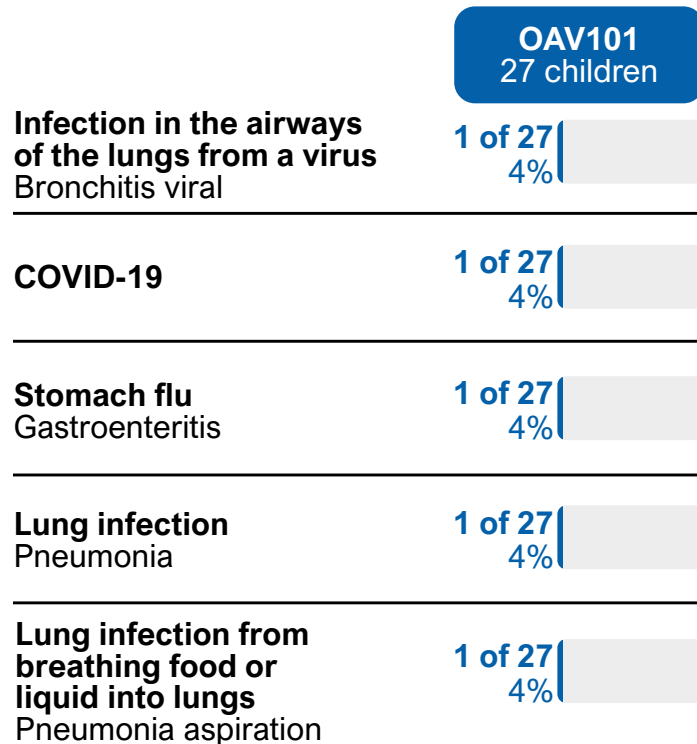 OAV101
27 children
Infection in the airways
of the lungs from a virus
Bronchitis viral
1 of 27
4%
COVID-19
1 of 27
4%
Stomach flu
Gastroenteritis
1 of 27
4%
Lung infection
Pneumonia
1 of 27
4%
Lung infection from
breathing food or
liquid into lungs
Pneumonia aspiration
1 of 27
4%